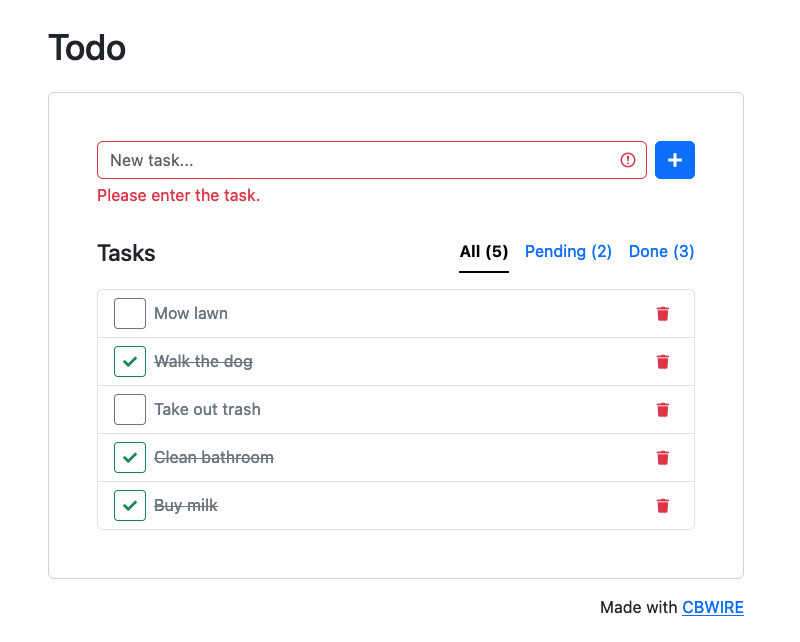 Todo
New task...
Please enter the task.
Tasks All (5) Pending (2) Done (3)
Mow lawn
Walk the dog
Take out trash
Clean bathroom
Buy milk
Made with CBWIRE